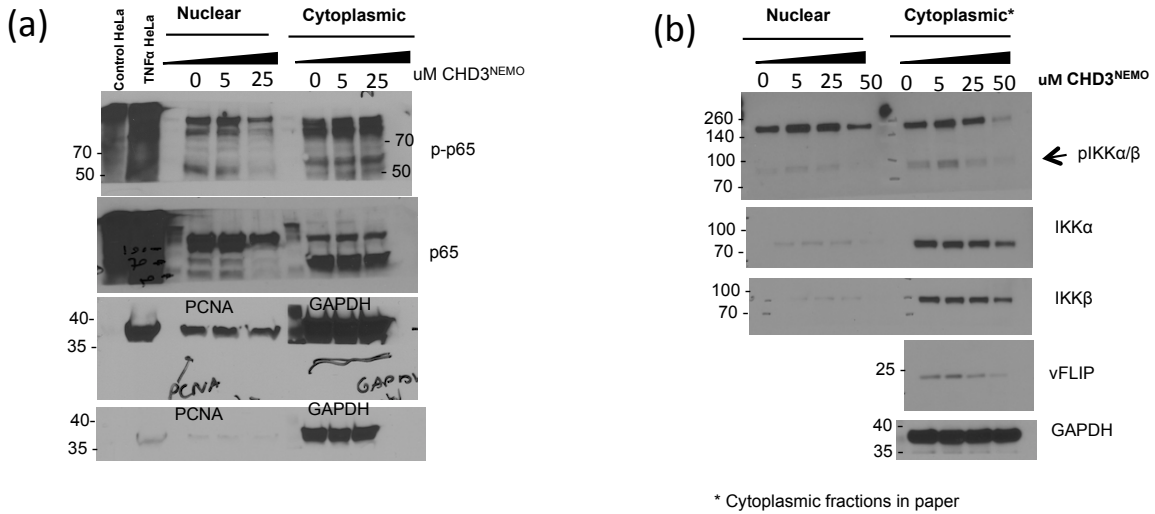 (a)
Control HeLa
TNFα HeLa
Nuclear
Cytoplasmic
0 5 25
0 5 25
uM CHD3NEMO
70 -
50 -
- 70
- 50
p-p65
p65
PCNA
GAPDH
40-
35 -
PCNA
PCNA
GAPDH
40-
35 -
(b)
Nuclear
Cytoplasmic*
0 5 25 50
0 5 25 50
uM CHD3NEMO
260 -
140 -
100 -
70 -
pIKKα/β
100 -
70 -
IKKα
100 -
70 -
IKKβ
25 -
vFLIP
40 -
35-
GAPDH
* Cytoplasmic fractions in paper